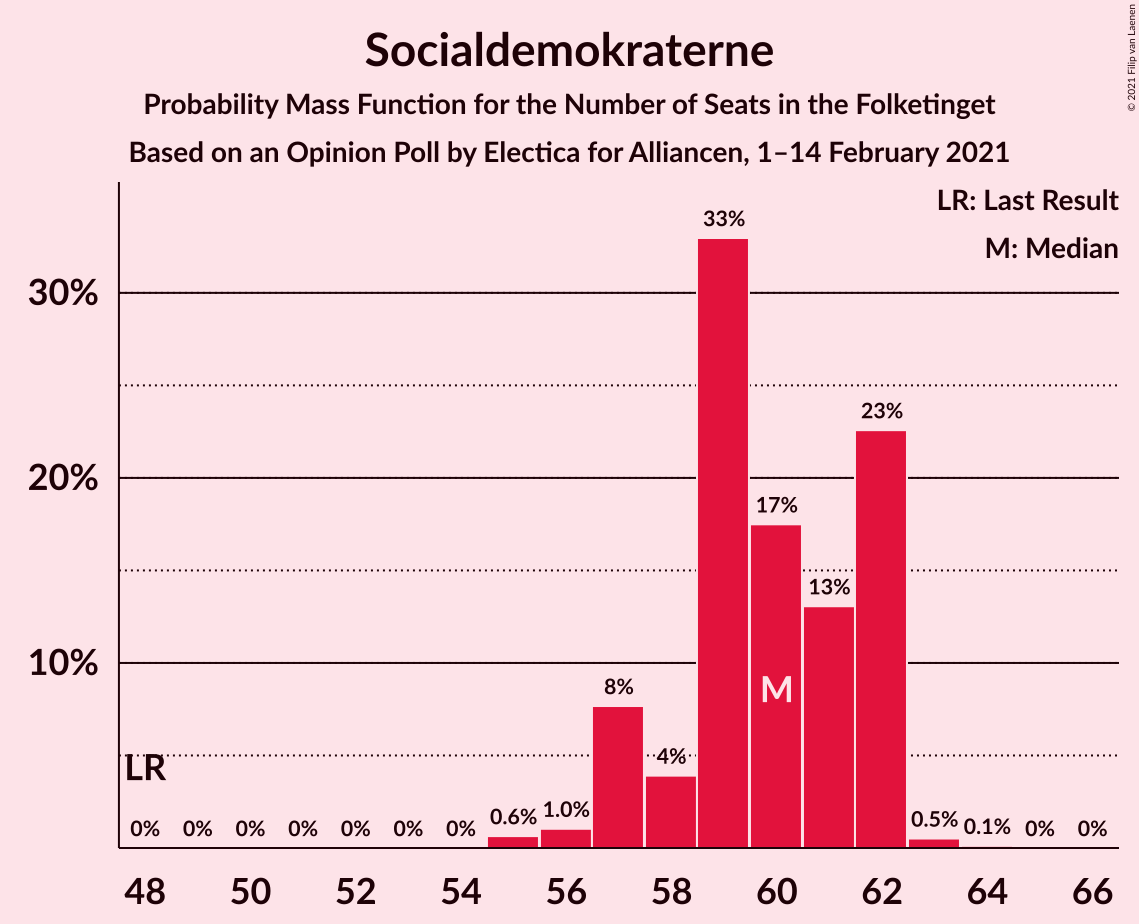 Socialdemokraterne
Probability Mass Function for the Number of Seats in the Folketinget
Based on an Opinion Poll by Electica for Alliancen, 1–14 February 2021
© 2021 Filip van Laenen
LR: Last Result
M: Median
33%
30%
23%
20%
17%
13%
10%
8%
M
4%
LR
0% 0% 0% 0% 0% 0% 0% 0.6% 1.0% 0.5% 0.1% 0% 0%
48 50 52 54 56 58 60 62 64 66